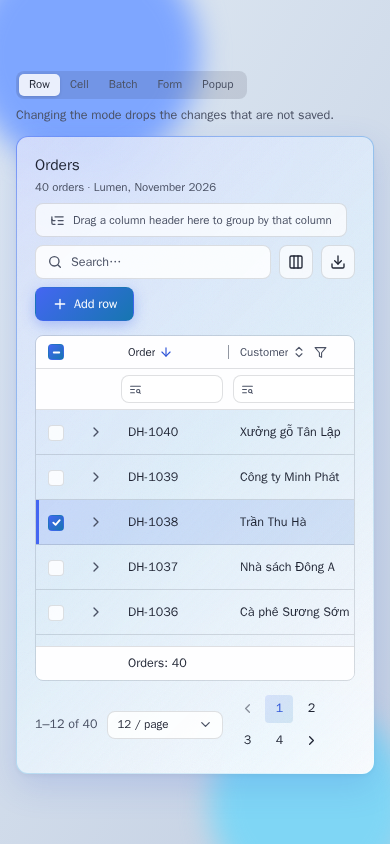 Row Cell Batch Form Popup
Changing the mode drops the changes that are not saved.
Orders
40 orders · Lumen, November 2026
Drag a column header here to group by that column
Search···
Add row
Order Customer
DH-1040 Xưởng gỗ Tân Lập
DH-1039 Công ty Minh Phát
DH-1038 Trần Thu Hà
DH-1037 Nhà sách Đông A
DH-1036 Cà phê Sương Sớm
Orders: 40
1–12 of 40 12 / page 1 2
3 4